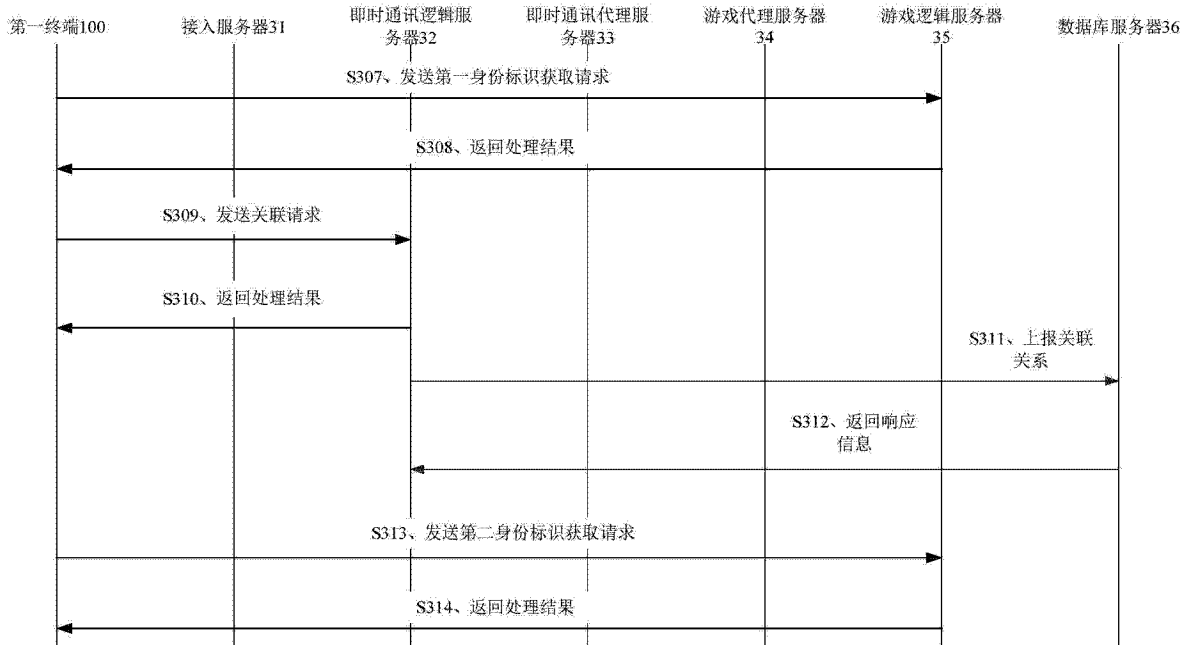 第一终端100
接入服务器31
即时通讯逻辑服
务器32
即时通讯代理服
务器33
游戏代理服务器
34
游戏逻辑服务器
35
数据库服务器36
S307、发送第一身份标识获取请求
S308、返回处理结果
S309、发送关联请求
S310、返回处理结果
S311、上报关联
关系
S312、返回响应
信息
S313、发送第二身份标识获取请求
S314、返回处理结果